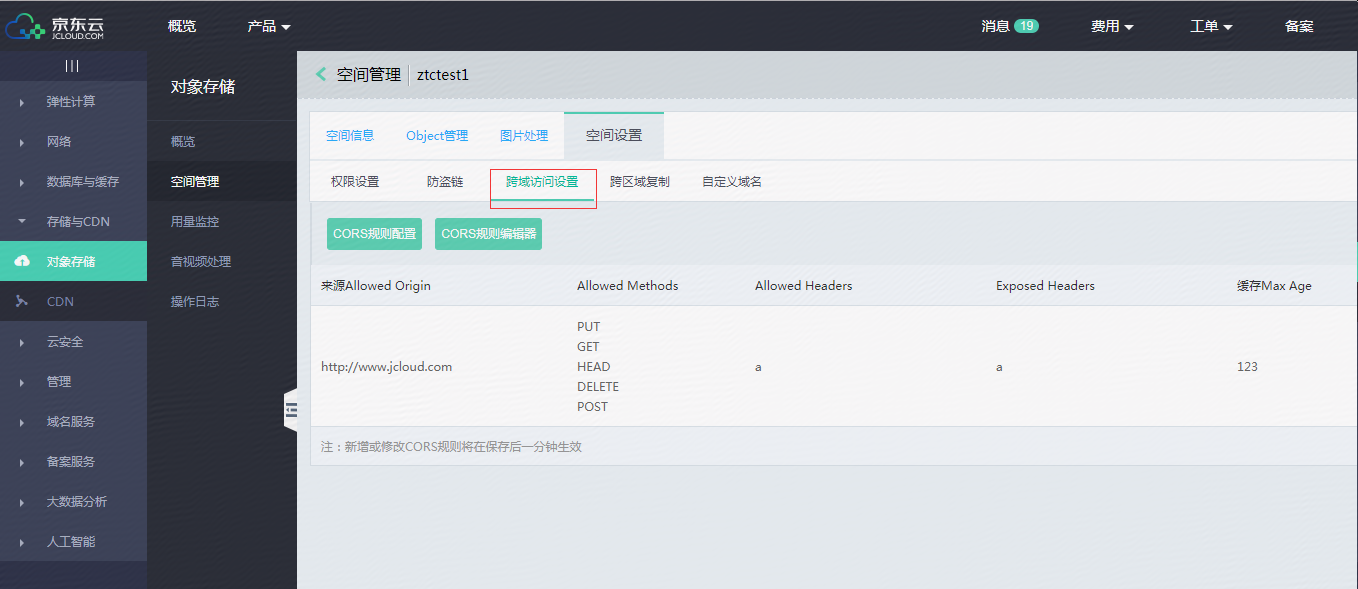 京东云 JCLOUD.COM 概览 产品 消息 19 费用 工单 备案
弹性计算
网络
数据库与缓存
存储与CDN
对象存储
CDN
云安全
管理
域名服务
备案服务
大数据分析
人工智能
对象存储
概览
空间管理
用量监控
音视频处理
操作日志
空间管理 ztctest1
空间信息 Object管理 图片处理 空间设置
权限设置 防盗链 跨域访问设置 跨区域复制 自定义域名
CORS规则配置 CORS规则编辑器
来源Allowed Origin Allowed Methods Allowed Headers Exposed Headers 缓存Max Age
PUT
GET
http://www.jcloud.com HEAD a a 123
DELETE
POST
注：新增或修改CORS规则将在保存后一分钟生效